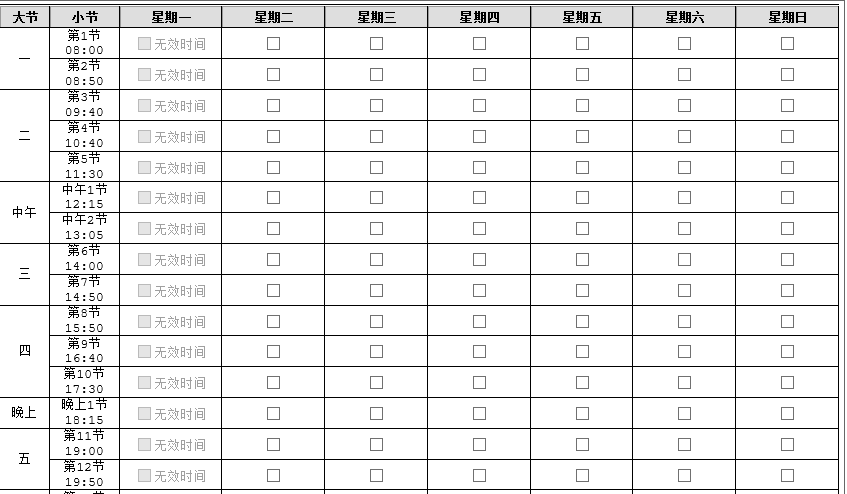 大节 小节 星期一 星期二 星期三 星期四 星期五 星期六 星期日
一
第1节
08:00
无效时间
第2节
08:50
无效时间
二
第3节
09:40
无效时间
第4节
10:40
无效时间
第5节
11:30
无效时间
中午
中午1节
12:15
无效时间
中午2节
13:05
无效时间
三
第6节
14:00
无效时间
第7节
14:50
无效时间
四
第8节
15:50
无效时间
第9节
16:40
无效时间
第10节
17:30
无效时间
晚上
晚上1节
18:15
无效时间
五
第11节
19:00
无效时间
第12节
19:50
无效时间